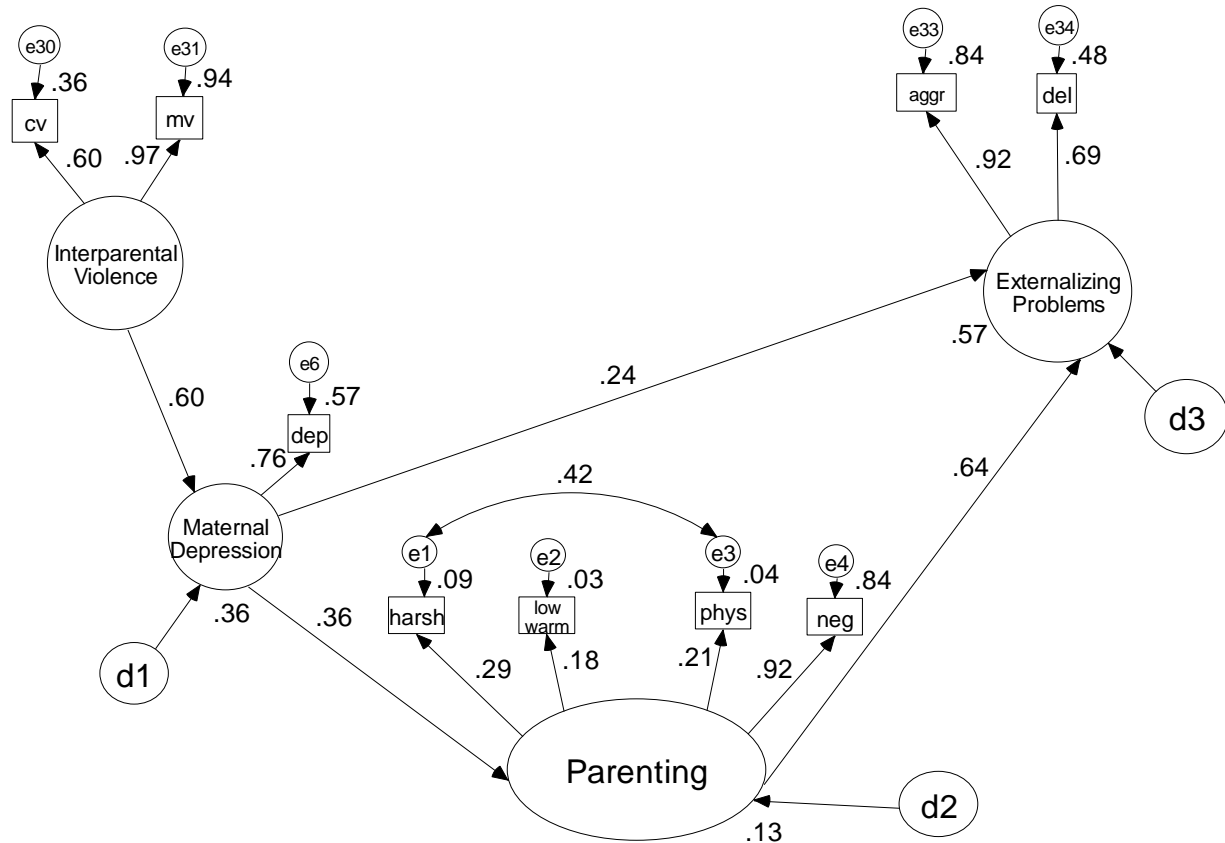 e30
e31
e33
e34
.36
.94
.84
.48
cv
mv
aggr
del
.60
.97
.92
.69
Interparental
Violence
Externalizing
Problems
.57
e6
.57
.24
.60
dep
d3
.76
.64
.42
Maternal
Depression
e1
e2
e3
e4
.09
.03
.04
.84
harsh
low
warm
phys
neg
.36
.36
.29
.18
.21
.92
d1
Parenting
d2
.13